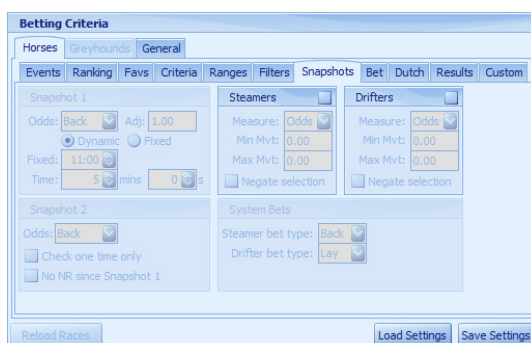 Betting Criteria
Horses Greyhounds General
Events Ranking Favs Criteria Ranges Filters Snapshots Bet Dutch Results Custom
Snapshot 1
Odds: Back Adj: 1.00
Dynamic Fixed
Fixed: 11:00
Time: 5 mins 0 s
Steamers
Measure: Odds
Min Mvt: 0.00
Max Mvt: 0.00
Negate selection
Drifters
Measure: Odds
Min Mvt: 0.00
Max Mvt: 0.00
Negate selection
Snapshot 2
Odds: Back
Check one time only
No NR since Snapshot 1
System Bets
Steamer bet type: Back
Drifter bet type: Lay
Reload Races Load Settings Save Settings